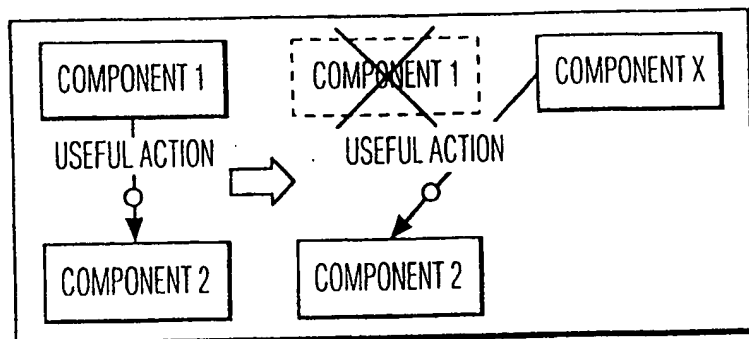 COMPONENT 1
USEFUL ACTION
COMPONENT 2
COMPONENT 1
COMPONENT X
USEFUL ACTION
COMPONENT 2